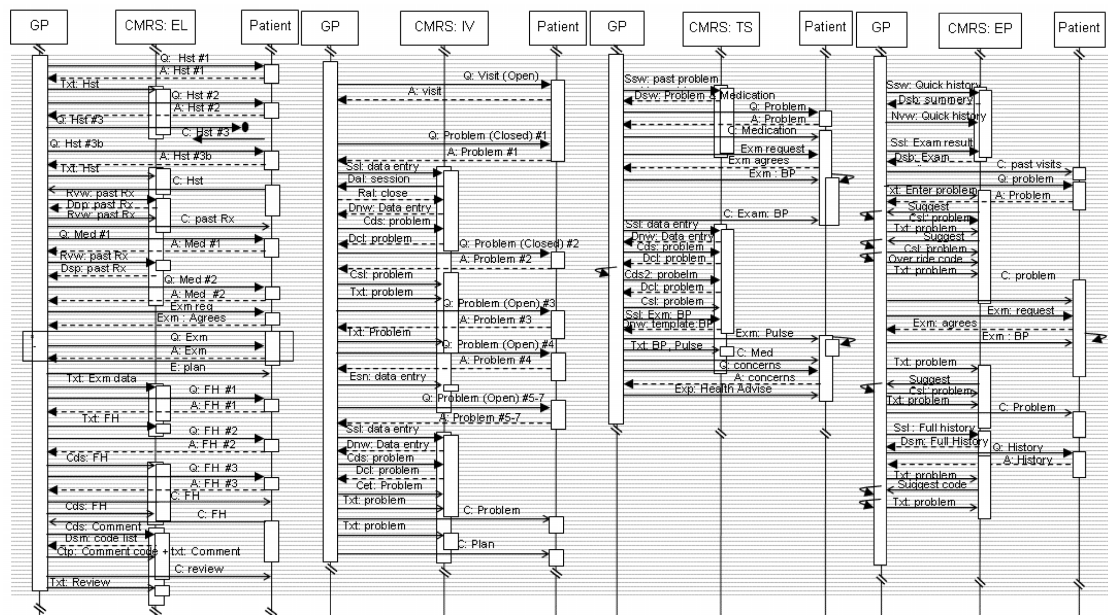 GP
CMRS: EL
Patient
Q: Hst #1
A: Hst #1
Txt: Hst
Q: Hst #2
A: Hst #2
Q: Hst #3
C: Hst #3
Q: Hst #3b
A: Hst #3b
Txt: Hst
C: Hst
Rvw: past Rx
Dnp: past Rx
Rvw: past Rx
C: past Rx
Q: Med #1
A: Med #1
Rvw: past Rx
Dsp: past Rx
Q: Med #2
A: Med #2
Exm req
Exm : Agrees
Q: Exm
A: Exm
E: plan
Txt: Exm data
Q: FH #1
A: FH #1
Txt: FH
Q: FH #2
A: FH #2
Cds: FH
Q: FH #3
A: FH #3
C: FH
Cds: FH
C: FH
Cds: Comment
Dsm: code list
Ctp: Comment code + txt: Comment
C: review
Txt: Review
GP
CMRS: IV
Patient
Q: Visit (Open)
A: visit
Q: Problem (Closed) #1
A: Problem #1
Ssl: data entry
Dal: session
Ral: close
Dnw: Data entry
Cds: problem
Dcl: problem
Q: Problem (Closed) #2
A: Problem #2
Csl: problem
Txt: problem
Q: Problem (Open) #3
A: Problem #3
Txt: Problem
Q: Problem (Open) #4
A: Problem #4
Esn: data entry
Q: Problem (Open) #5-7
A: Problem #5-7
Ssl: data entry
Dnw: Data entry
Cds: problem
Dcl: problem
Cet: Problem
Txt: problem
C: Problem
Txt: problem
C: Plan
GP
CMRS: TS
Patient
Ssw: past problem
Dsw: Problem & Medication
Q: Problem
A: Problem
C: Medication
Exm request
Exm agrees
Exm : BP
C: Exam: BP
Ssl: data entry
Dnw: Data entry
Cds: problem
Dcl: problem
Cds2: probelm
Dcl: problem
Csl: problem
Ssl: Exm: BP
Dnw: template:BP
Exm: Pulse
Txt: BP, Pulse
C: Med
Q: concerns
A: concerns
Exp: Health Advise
GP
CMRS: EP
Patient
Ssw: Quick history
Dsb: summery
Nvw: Quick history
Ssl: Exam result
Dsb: Exam
C: past visits
Q: problem
Txt: Enter problem
A: Problem
Suggest
Csl: problem
Txt: problem
Suggest
Csl: problem
Over ride code
Txt: problem
C: problem
Exm: request
Exm: agrees
Exm : BP
Txt: problem
Suggest
Csl: problem
Txt: problem
C: Problem
Ssl : Full history
Dsm: Full History
Q: History
A: History
Txt: problem
Suggest code
Txt: problem